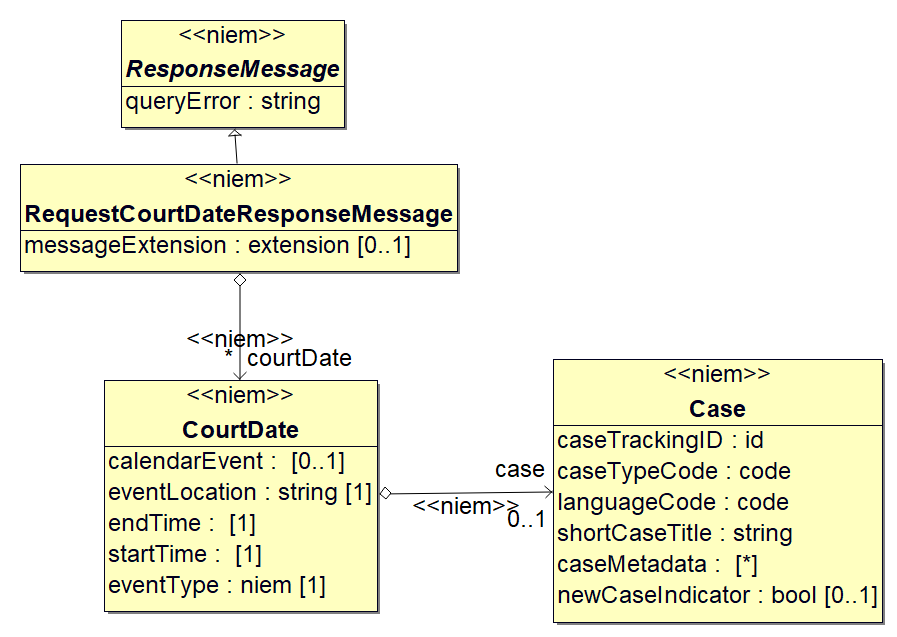 <<niem>>
ResponseMessage
queryError : string
<<niem>>
RequestCourtDateResponseMessage
messageExtension : extension [0..1]
<<niem>>
* courtDate
<<niem>>
CourtDate
calendarEvent :  [0..1]
eventLocation : string [1]
endTime :  [1]
startTime :  [1]
eventType : niem [1]
case
<<niem>>
0..1
<<niem>>
Case
caseTrackingID : id
caseTypeCode : code
languageCode : code
shortCaseTitle : string
caseMetadata :  [*]
newCaseIndicator : bool [0..1]